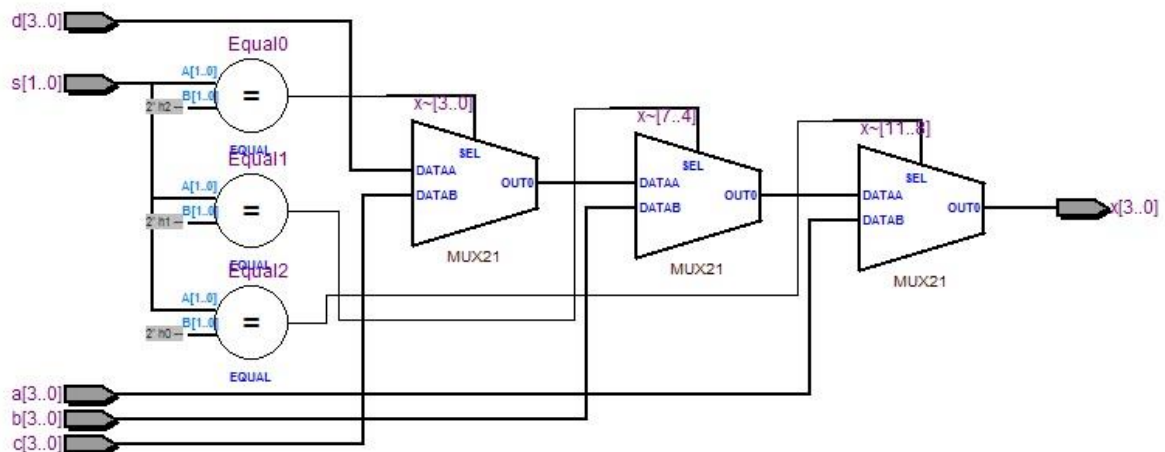 d[3..0]
s[1..0]
Equal0
A[1..0]
B[1..0]
2' h2 --
=
EQUAL
Equal1
A[1..0]
B[1..0]
2' h1 --
=
EQUAL
Equal2
A[1..0]
B[1..0]
2' h0 --
=
EQUAL
x~[3..0]
SEL
DATAA
DATAB
OUT0
MUX21
x~[7..4]
SEL
DATAA
DATAB
OUT0
MUX21
x~[11..8]
SEL
DATAA
DATAB
OUT0
MUX21
x[3..0]
a[3..0]
b[3..0]
c[3..0]